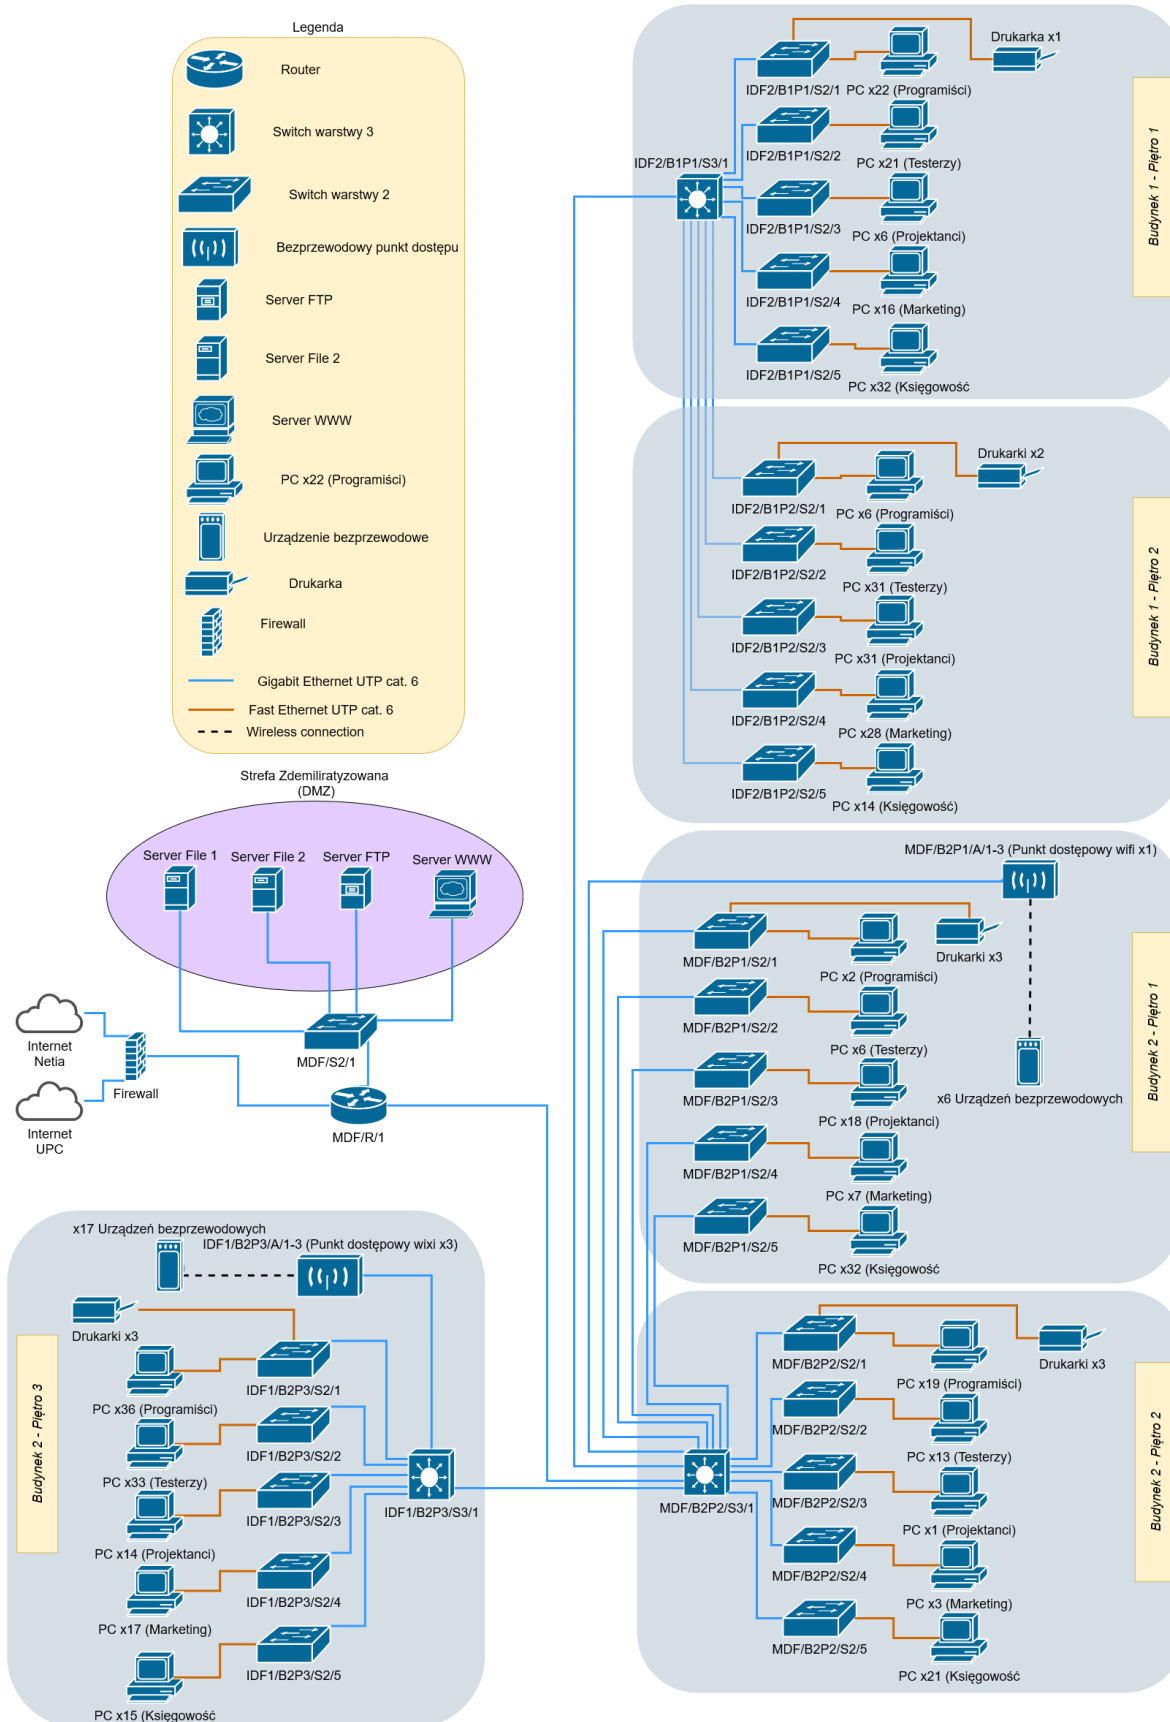 Legenda
Router
Switch warstwy 3
Switch warstwy 2
Bezprzewodowy punkt dostępu
Server FTP
Server File 2
Server WWW
PC x22 (Programiści)
Urządzenie bezprzewodowe
Drukarka
Firewall
Gigabit Ethernet UTP cat. 6
Fast Ethernet UTP cat. 6
Wireless connection
Strefa Zdemiliratyzowana
(DMZ)
Server File 1
Server File 2
Server FTP
Server WWW
MDF/S2/1
Internet
Netia
Firewall
Internet
UPC
MDF/R/1
x17 Urządzeń bezprzewodowych
IDF1/B2P3/A/1-3 (Punkt dostępowy wixi x3)
Drukarki x3
IDF1/B2P3/S2/1
PC x36 (Programiści)
IDF1/B2P3/S2/2
PC x33 (Testerzy)
IDF1/B2P3/S2/3
IDF1/B2P3/S3/1
PC x14 (Projektanci)
IDF1/B2P3/S2/4
PC x17 (Marketing)
IDF1/B2P3/S2/5
PC x15 (Księgowość
Budynek 2 - Piętro 3
Drukarka x1
IDF2/B1P1/S2/1
PC x22 (Programiści)
IDF2/B1P1/S2/2
PC x21 (Testerzy)
IDF2/B1P1/S3/1
IDF2/B1P1/S2/3
PC x6 (Projektanci)
IDF2/B1P1/S2/4
PC x16 (Marketing)
IDF2/B1P1/S2/5
PC x32 (Księgowość
Budynek 1 - Piętro 1
Drukarki x2
IDF2/B1P2/S2/1
PC x6 (Programiści)
IDF2/B1P2/S2/2
PC x31 (Testerzy)
IDF2/B1P2/S2/3
PC x31 (Projektanci)
IDF2/B1P2/S2/4
PC x28 (Marketing)
IDF2/B1P2/S2/5
PC x14 (Księgowość)
Budynek 1 - Piętro 2
MDF/B2P1/A/1-3 (Punkt dostępowy wifi x1)
Drukarki x3
MDF/B2P1/S2/1
PC x2 (Programiści)
MDF/B2P1/S2/2
PC x6 (Testerzy)
MDF/B2P1/S2/3
x6 Urządzeń bezprzewodowych
PC x18 (Projektanci)
MDF/B2P1/S2/4
PC x7 (Marketing)
MDF/B2P1/S2/5
PC x32 (Księgowość
Budynek 2 - Piętro 1
MDF/B2P2/S2/1
Drukarki x3
PC x19 (Programiści)
MDF/B2P2/S2/2
PC x13 (Testerzy)
MDF/B2P2/S3/1
MDF/B2P2/S2/3
PC x1 (Projektanci)
MDF/B2P2/S2/4
PC x3 (Marketing)
MDF/B2P2/S2/5
PC x21 (Księgowość
Budynek 2 - Piętro 2